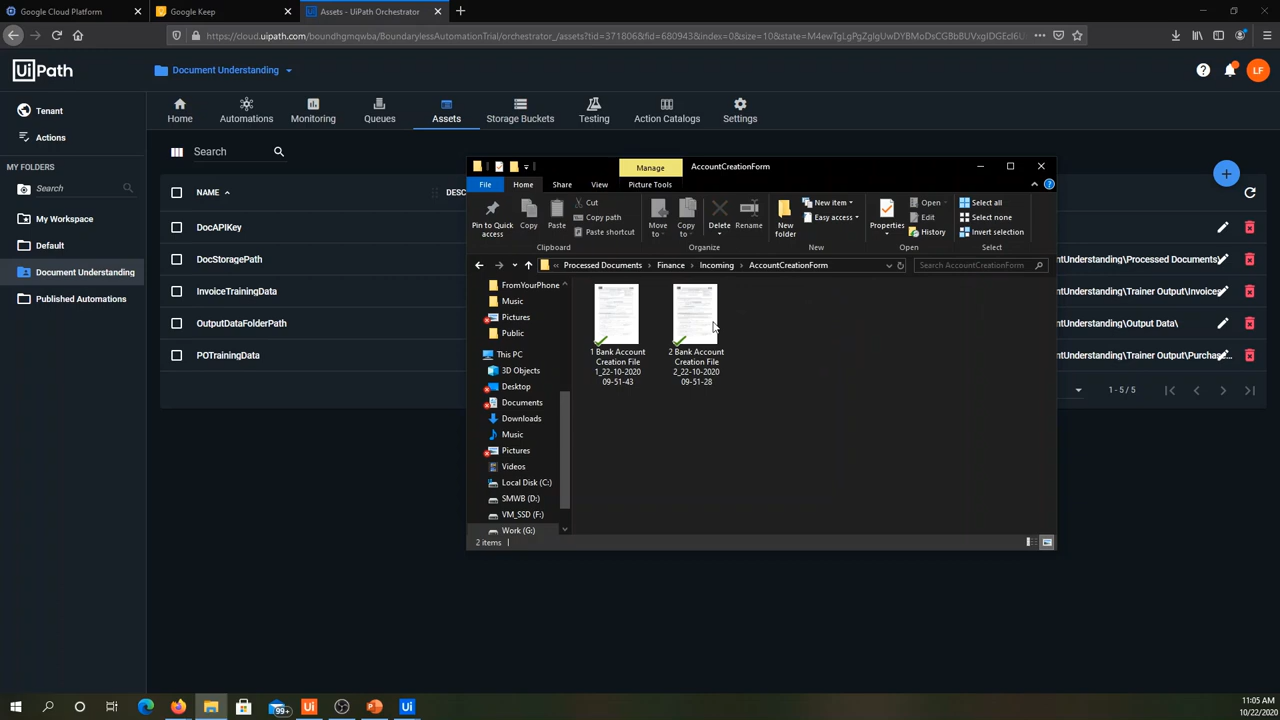 Google Cloud Platform
Google Keep
Assets - UiPath Orchestrator
https://cloud.uipath.com/boundhgmqwba/BoundarylessAutomationTrial/orchestrator_/assets?tid=371806&fid=680943&index=0&size=10&state=
UiPath
Document Understanding
LF
Tenant
Actions
MY FOLDERS
Search
My Workspace
Default
Document Understanding
Published Automations
Home
Automations
Monitoring
Queues
Assets
Storage Buckets
Testing
Action Catalogs
Settings
Search
NAME
DESC
DocStoragePath
InvoiceTrainingData
OutputDataFolderPath
POTrainingData
nderstanding\Processed Documents\
nderstanding\Trainer Output\Invoice
nderstanding\Output Data\
nderstanding\Trainer Output\Purchas...
1 - 5 / 5
Manage
AccountCreationForm
File
Home
Share
View
Picture Tools
Pin to Quick access
Copy
Paste
Cut
Copy path
Paste shortcut
Clipboard
Move to
Copy to
Delete
Rename
Organize
New folder
New item
Easy access
New
Properties
Open
Edit
History
Open
Select all
Select none
Invert selection
Select
Processed Documents
Finance
Incoming
AccountCreationForm
Search AccountCreationForm
FromYourPhone
Music
Pictures
Public
This PC
3D Objects
Desktop
Documents
Downloads
Music
Pictures
Videos
Local Disk (C:)
SMWB (D:)
VM_SSD (F:)
Work (G:)
1 Bank Account
Creation File
1_22-10-2020
09-51-43
2 Bank Account
Creation File
2_22-10-2020
09-51-28
2 items
99+
Ui
Ui
11:05 AM
10/22/2020